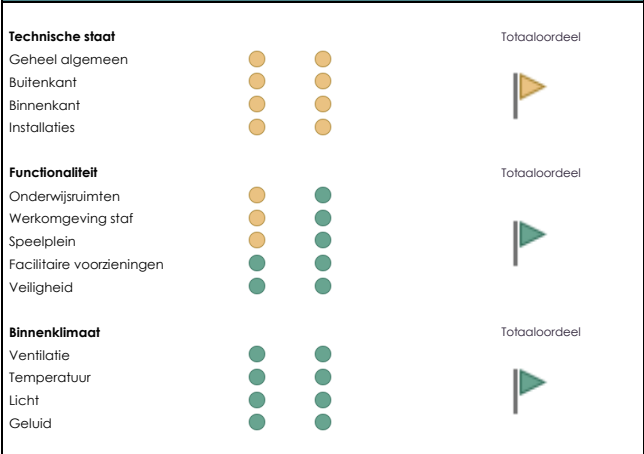 Technische staat Totaaloordeel
Geheel algemeen
Buitenkant
Binnenkant
Installaties
Functionaliteit Totaaloordeel
Onderwijsruimten
Werkomgeving staf
Speelplein
Facilitaire voorzieningen
Veiligheid
Binnenklimaat Totaaloordeel
Ventilatie
Temperatuur
Licht
Geluid